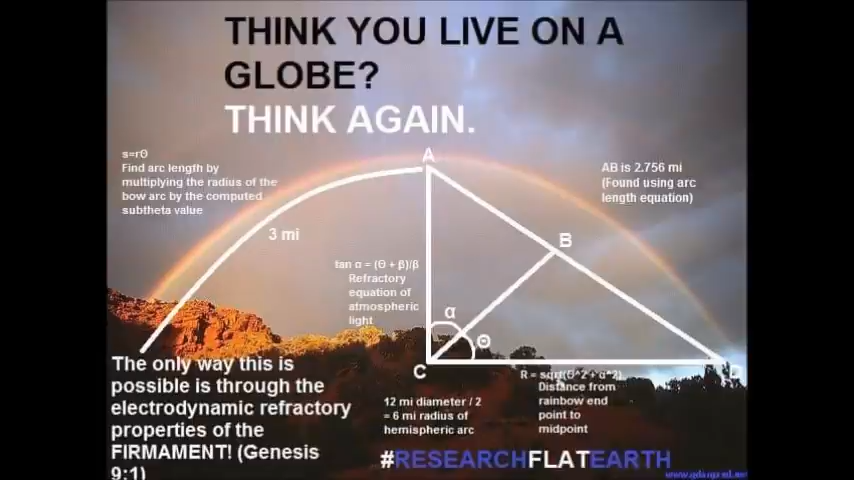 THINK YOU LIVE ON A
GLOBE?
THINK AGAIN.
s=rΘ
Find arc length by
multiplying the radius of the
bow arc by the computed
subtheta value
A
AB is 2.756 mi
(Found using arc
length equation)
3 mi
B
tan α = (Θ + β)/β
Refractory
equation of
atmospheric
light
α
Θ
C
D
The only way this is
possible is through the
electrodynamic refractory
properties of the
FIRMAMENT! (Genesis
9:1)
12 mi diameter / 2
= 6 mi radius of
hemispheric arc
R = sqrt(Θ^2 + α^2)
Distance from
rainbow end
point to
midpoint
#RESEARCHFLATEARTH